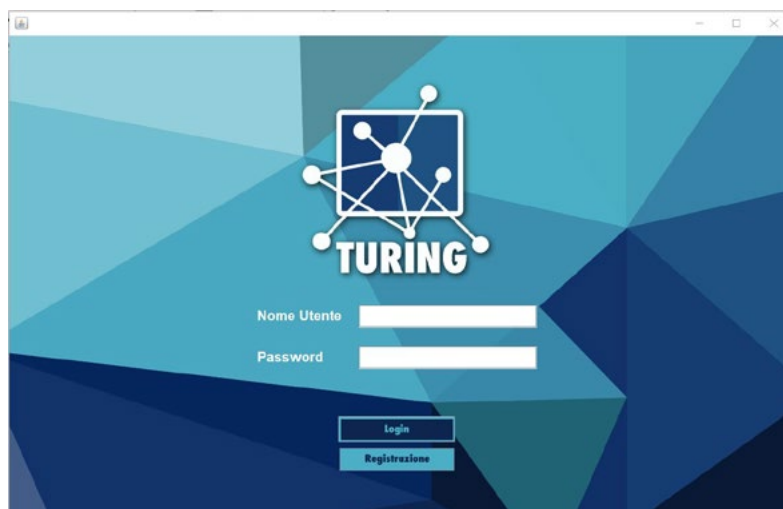 TURING
Nome Utente
Password
Login
Registrazione